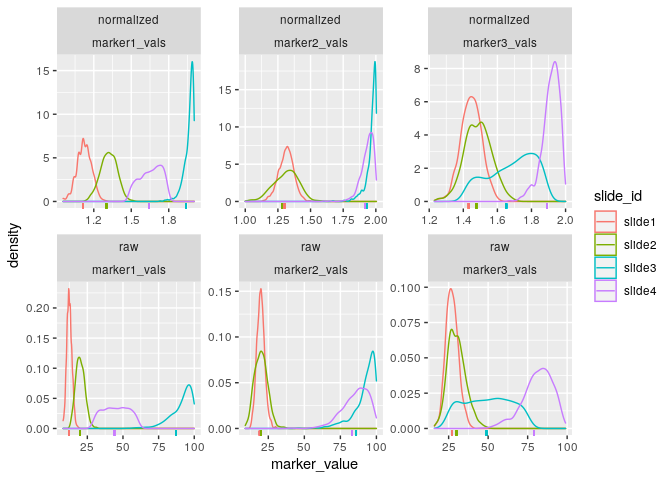 normalized normalized normalized
marker1_vals marker2_vals marker3_vals
15
10
5
0
1.2 1.5 1.8
15
10
5
0
1.00 1.25 1.50 1.75 2.00
8
6
4
2
0
1.2 1.4 1.6 1.8 2.0
raw raw raw
marker1_vals marker2_vals marker3_vals
0.20
0.15
0.10
0.05
0.00
25 50 75 100
0.15
0.10
0.05
0.00
25 50 75 100
0.100
0.075
0.050
0.025
0.000
25 50 75 100
density
marker_value
slide_id
slide1
slide2
slide3
slide4